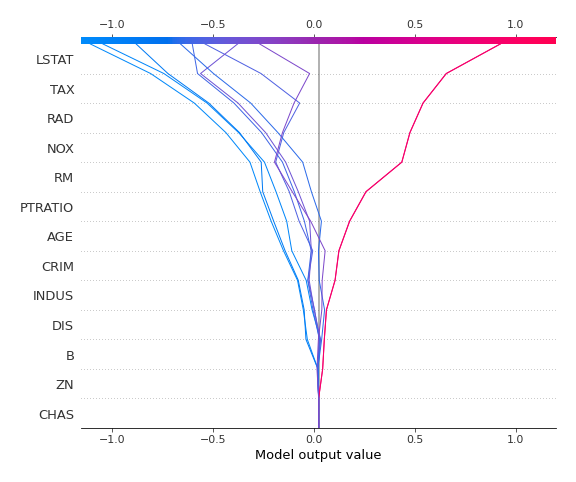 −1.0 −0.5 0.0 0.5 1.0
LSTAT
TAX
RAD
NOX
RM
PTRATIO
AGE
CRIM
INDUS
DIS
B
ZN
CHAS
−1.0 −0.5 0.0 0.5 1.0
Model output value